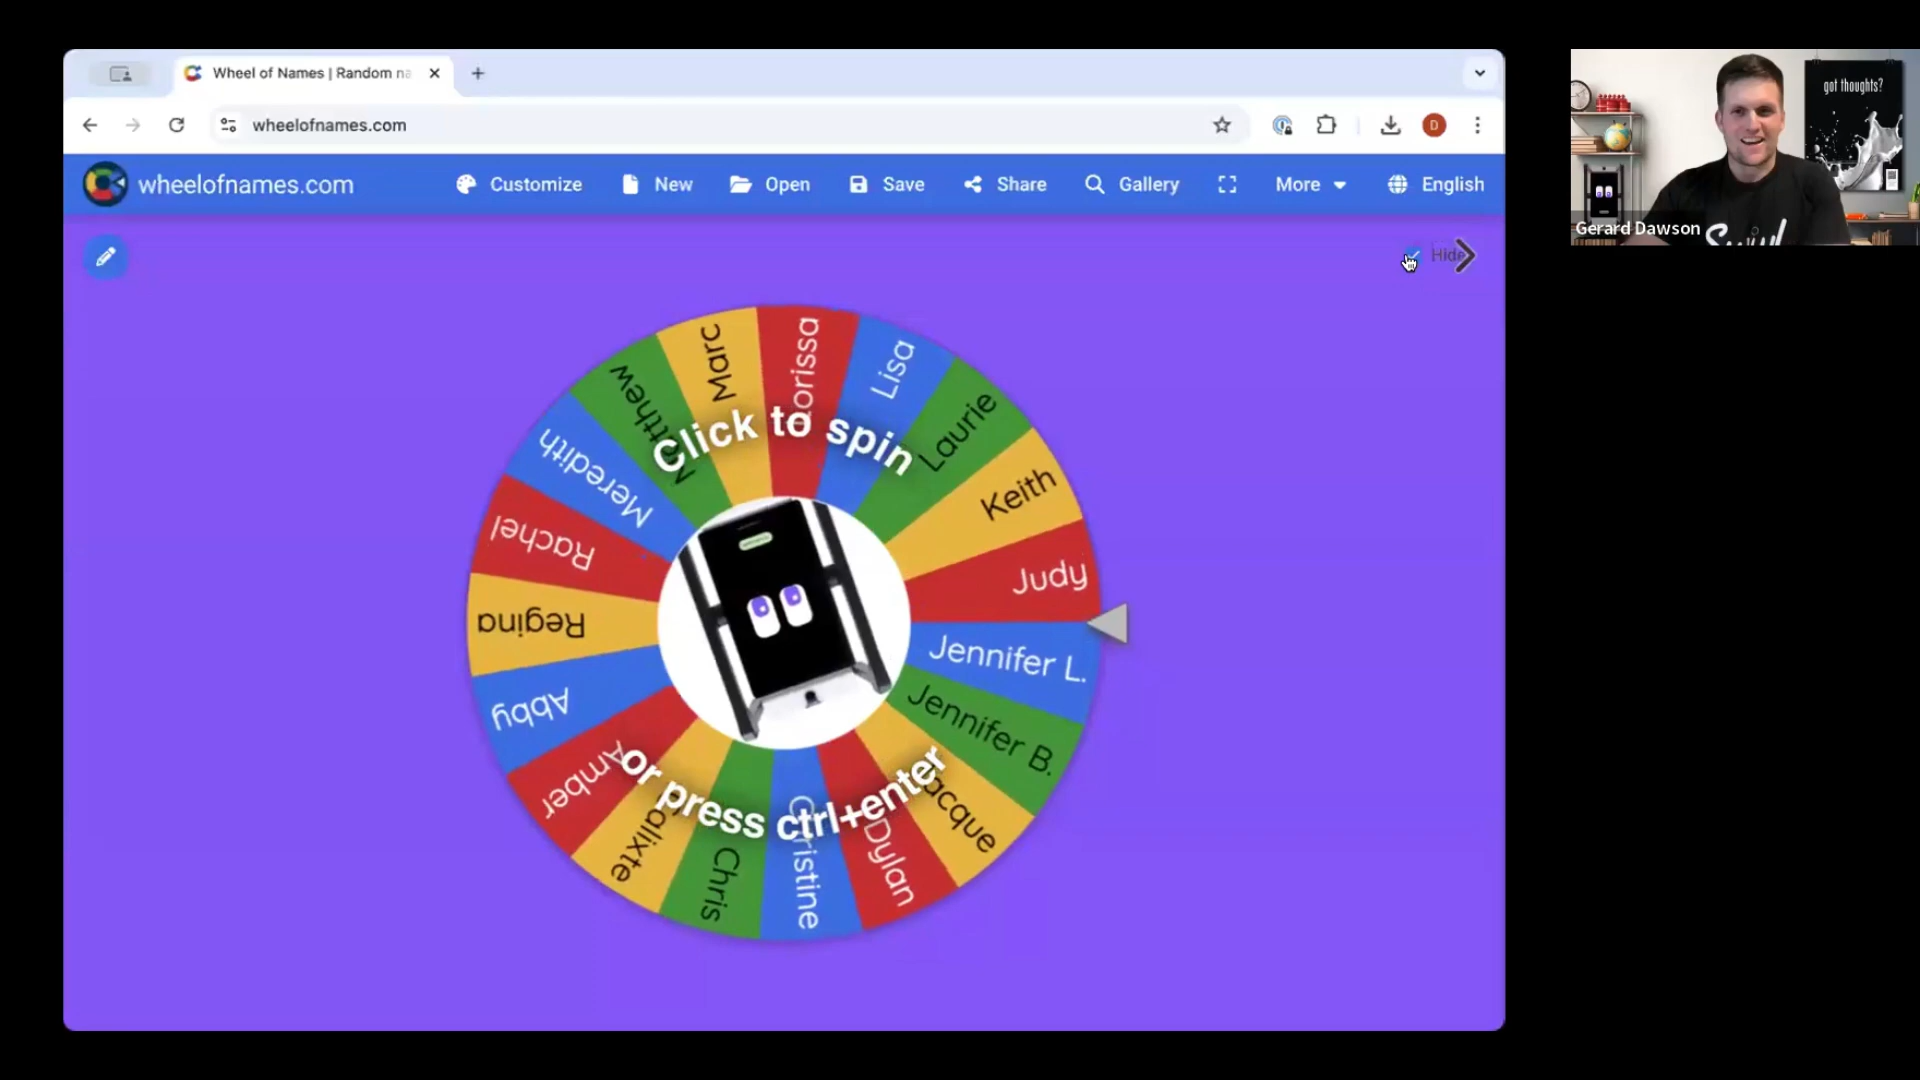 Wheel of Names | Random na
wheelofnames.com
D
wheelofnames.com
Customize
New
Open
Save
Share
Gallery
More
English
Hide
Click to spin
or press ctrl+enter
Marc
Lisa
Laurie
Keith
Judy
Jennifer L.
Jennifer B.
Dylan
Chris
Amber
Abby
Regina
Rachel
Meredith
got thoughts?
Gerard Dawson